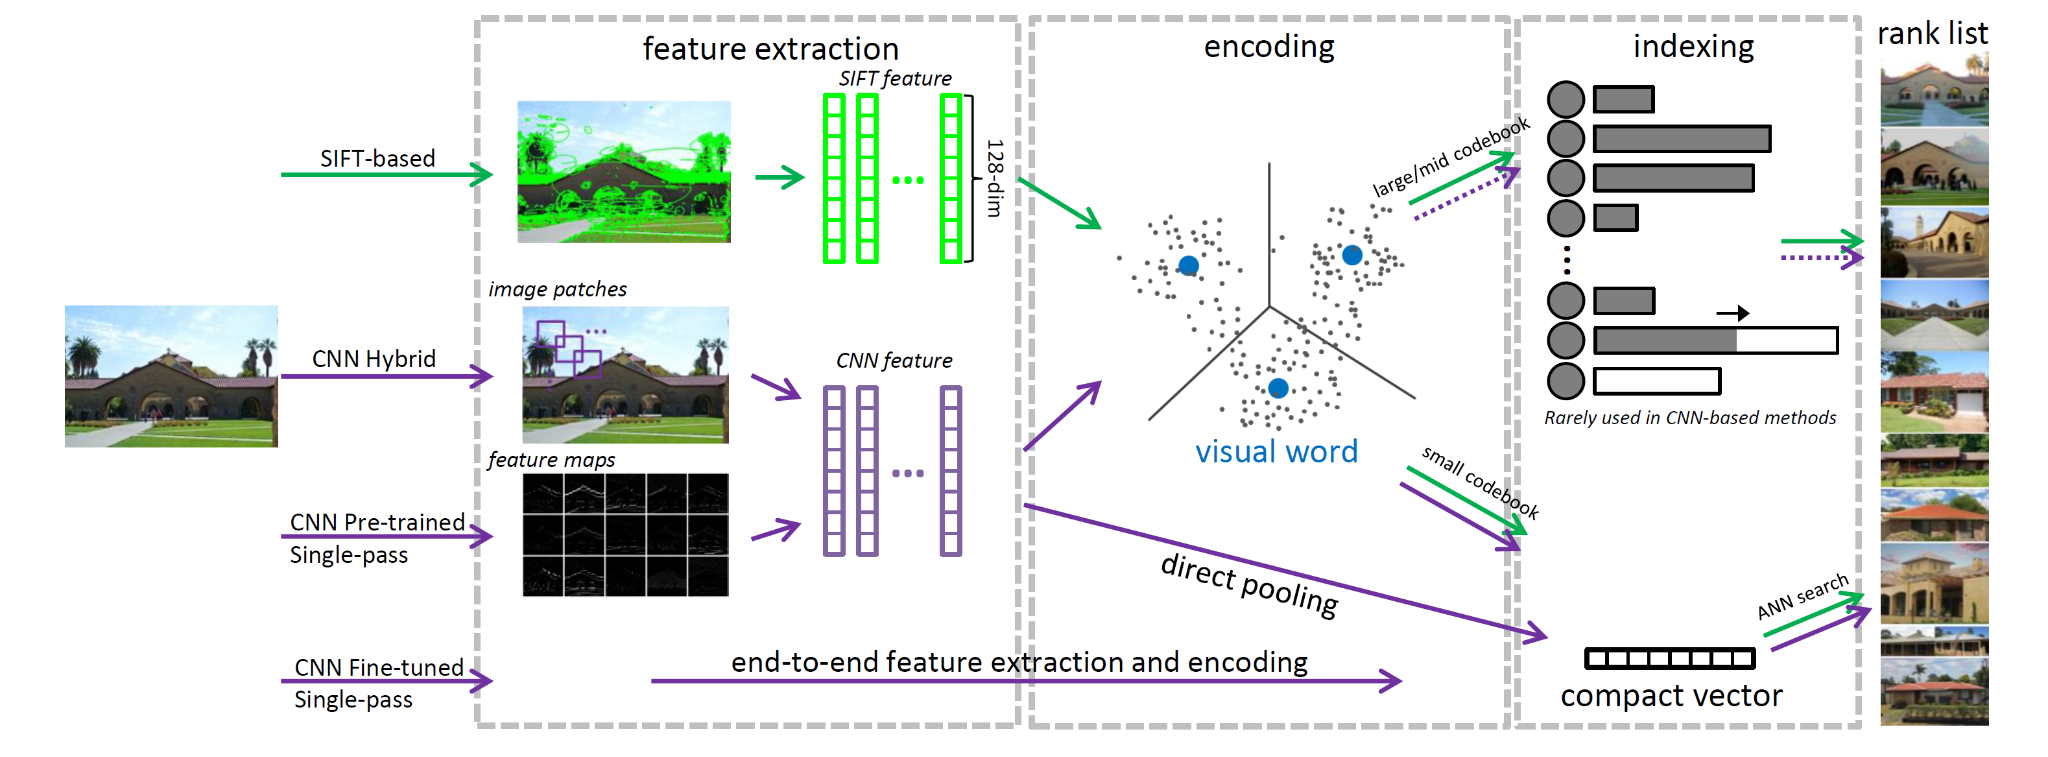 feature extraction
encoding
indexing
rank list
SIFT feature
SIFT-based
128-dim
large/mid codebook
image patches
CNN Hybrid
CNN feature
Rarely used in CNN-based methods
visual word
feature maps
small codebook
CNN Pre-trained
Single-pass
direct pooling
ANN search
CNN Fine-tuned
Single-pass
end-to-end feature extraction and encoding
compact vector